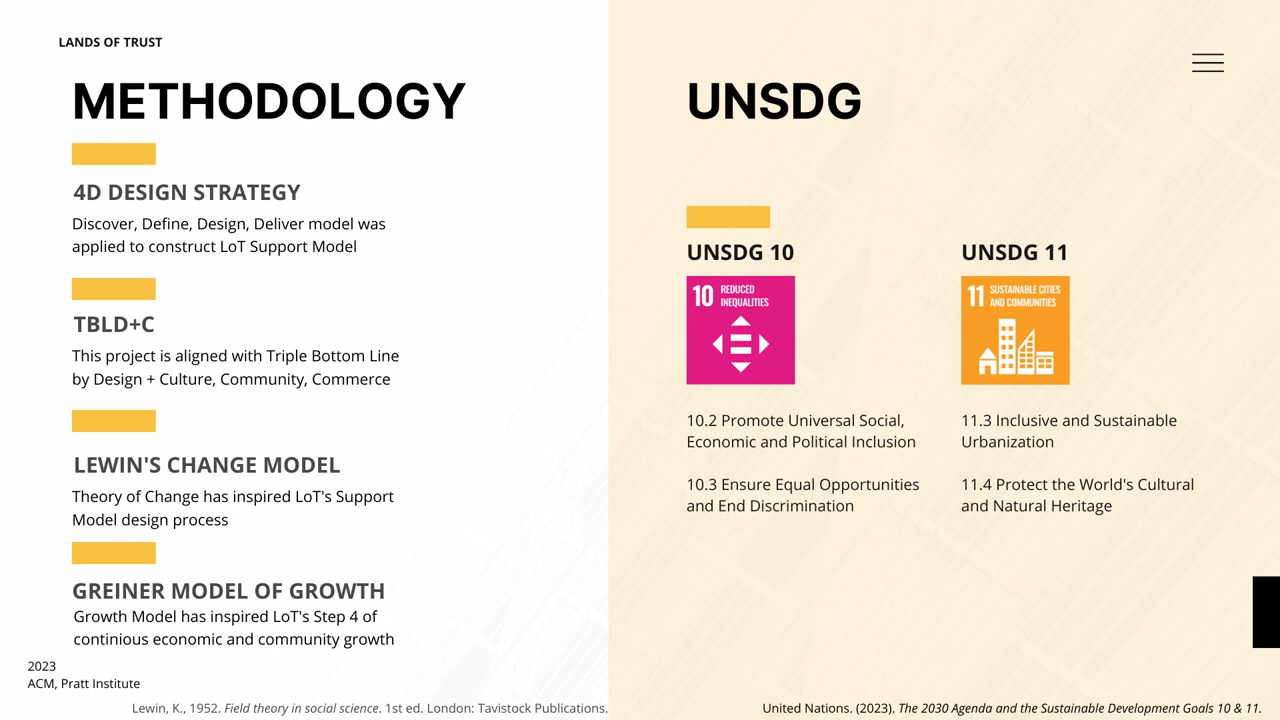 LANDS OF TRUST
METHODOLOGY
4D DESIGN STRATEGY
Discover, Define, Design, Deliver model was
applied to construct LoT Support Model
TBLD+C
This project is aligned with Triple Bottom Line
by Design + Culture, Community, Commerce
LEWIN'S CHANGE MODEL
Theory of Change has inspired LoT's Support
Model design process
GREINER MODEL OF GROWTH
Growth Model has inspired LoT's Step 4 of
continious economic and community growth
2023
ACM, Pratt Institute
Lewin, K., 1952. Field theory in social science. 1st ed. London: Tavistock Publications.
UNSDG
UNSDG 10
10 REDUCED
INEQUALITIES
10.2 Promote Universal Social,
Economic and Political Inclusion
10.3 Ensure Equal Opportunities
and End Discrimination
UNSDG 11
11 SUSTAINABLE CITIES
AND COMMUNITIES
11.3 Inclusive and Sustainable
Urbanization
11.4 Protect the World's Cultural
and Natural Heritage
United Nations. (2023). The 2030 Agenda and the Sustainable Development Goals 10 & 11.